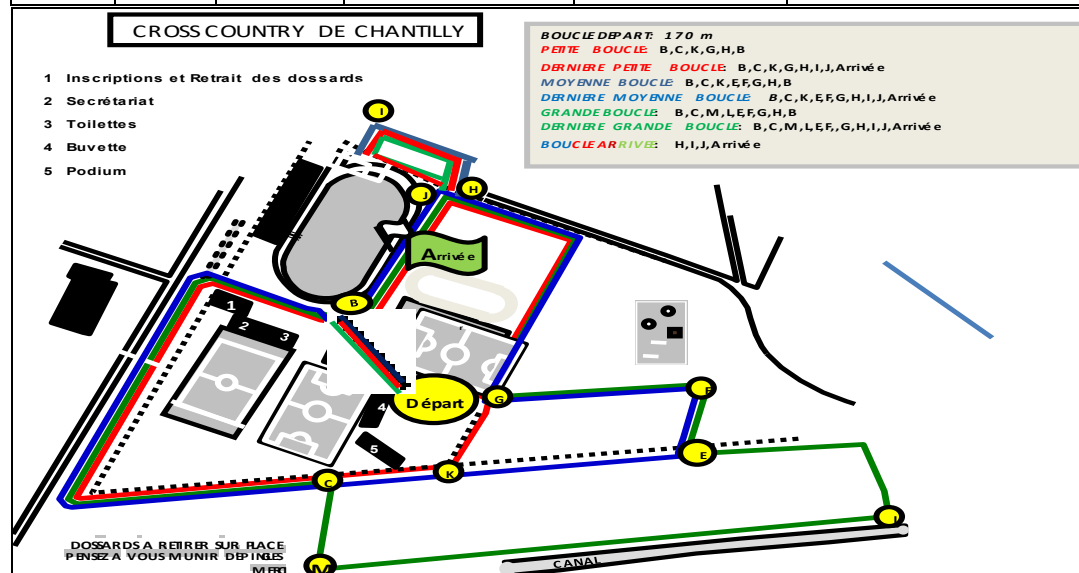 CROSS COUNTRY DE CHANTILLY
BOUCLE DEPART: 170 m
PETITE BOUCLE: B,C,K,G,H,B
DERNIERE PETITE BOUCLE: B,C,K,G,H,I,J,Arrivée
MOYENNE BOUCLE: B,C,K,E,F,G,H,B
DERNIERE MOYENNE BOUCLE: B,C,K,E,F,G,H,I,J,Arrivée
GRANDE BOUCLE: B,C,M,L,E,F,G,H,B
DERNIERE GRANDE BOUCLE: B,C,M,L,E,F,,G,H,I,J,Arrivée
BOUCLE ARRIVEE: H,I,J,Arrivée
1 Inscriptions et Retrait des dossards
2 Secrétariat
3 Toilettes
4 Buvette
5 Podium
I
J
H
Arrivée
B
1
2
3
Départ
G
F
4
5
E
K
C
L
M
CANAL
DOSSARDS A RETIRER SUR PLACE
PENSEZ A VOUS MUNIR D'EPINGLES
MERCI